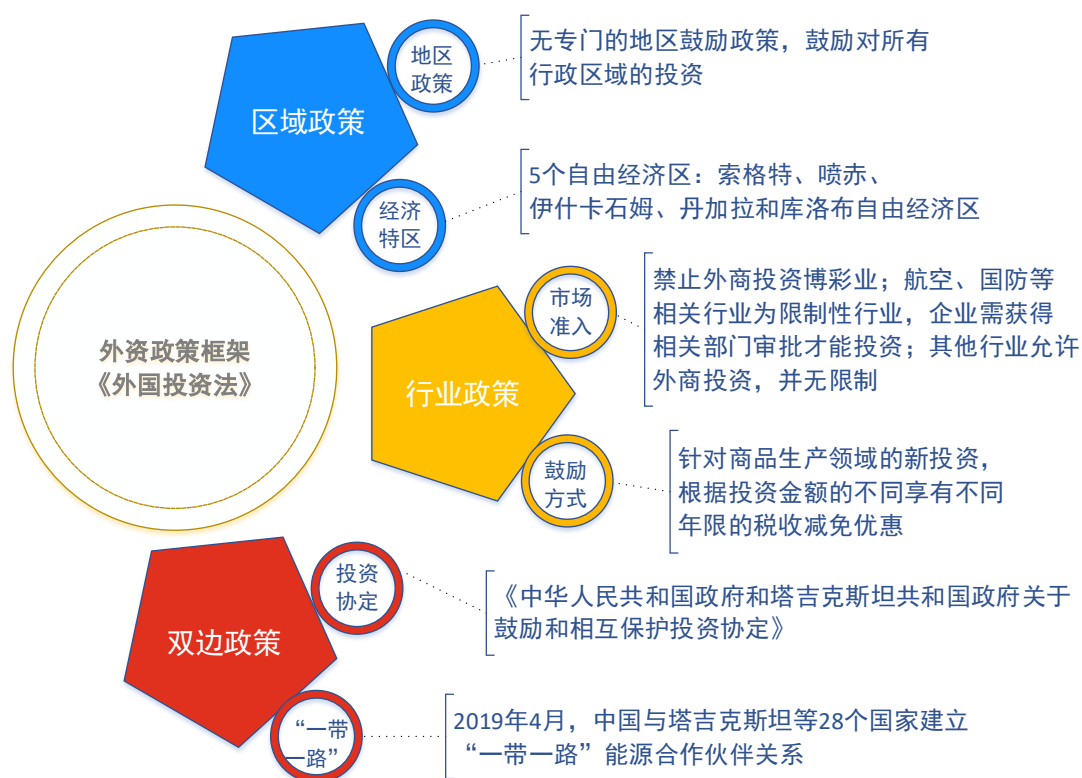 外资政策框架
《外国投资法》
区域政策
地区
政策
无专门的地区鼓励政策，鼓励对所有
行政区域的投资
经济
特区
5个自由经济区：索格特、喷赤、
伊什卡石姆、丹加拉和库洛布自由经济区
行业政策
市场
准入
禁止外商投资博彩业；航空、国防等
相关行业为限制性行业，企业需获得
相关部门审批才能投资；其他行业允许
外商投资，并无限制
鼓励
方式
针对商品生产领域的新投资，
根据投资金额的不同享有不同
年限的税收减免优惠
双边政策
投资
协定
《中华人民共和国政府和塔吉克斯坦共和国政府关于
鼓励和相互保护投资协定》
“一带
一路”
2019年4月，中国与塔吉克斯坦等28个国家建立
“一带一路”能源合作伙伴关系